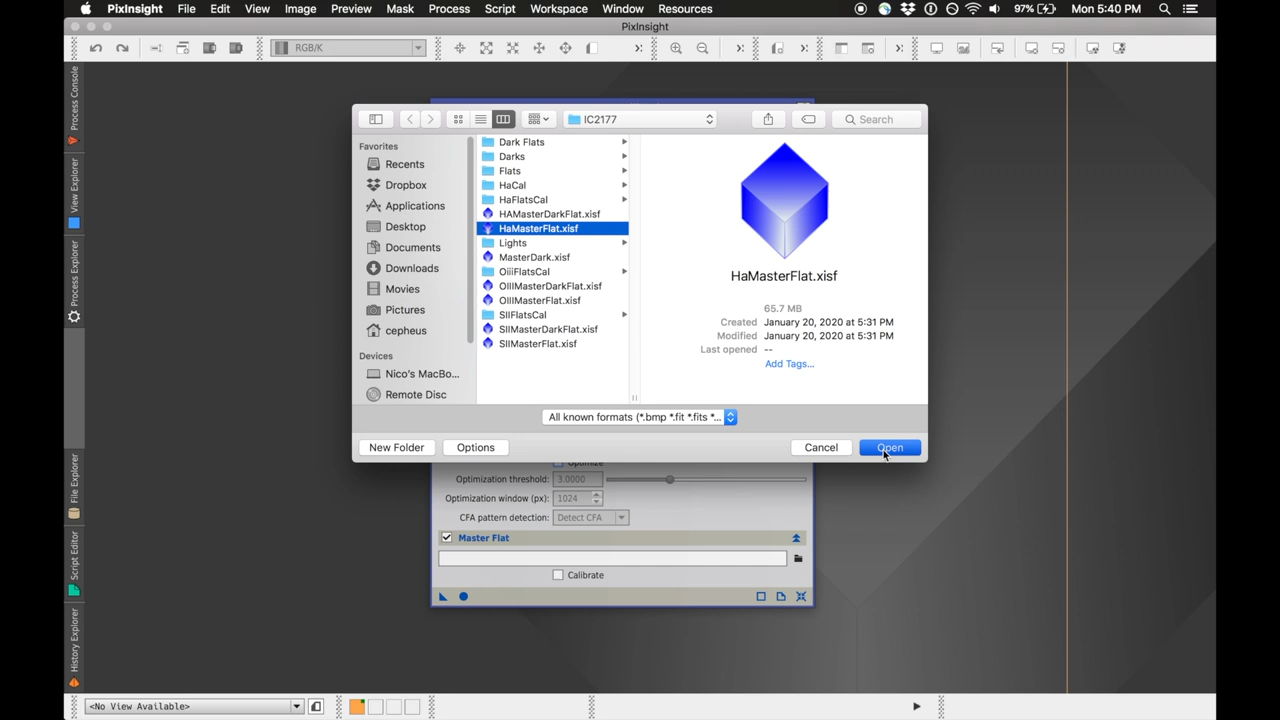 PixInsight File Edit View Image Preview Mask Process Script Workspace Window Resources 97% Mon 5:40 PM
PixInsight
RGB/K
Process Console
View Explorer
Process Explorer
File Explorer
Script Editor
History Explorer
IC2177
Search
Favorites
Recents
Dropbox
Applications
Desktop
Documents
Downloads
Movies
Pictures
cepheus
Devices
Nico's MacBo...
Remote Disc
Dark Flats
Darks
Flats
HaCal
HaFlatsCal
HAMasterDarkFlat.xisf
HaMasterFlat.xisf
Lights
MasterDark.xisf
OiiiFlatsCal
OIIIMasterDarkFlat.xisf
OIIIMasterFlat.xisf
SIIFlatsCal
SIIMasterDarkFlat.xisf
SIIMasterFlat.xisf
HaMasterFlat.xisf
65.7 MB
Created January 20, 2020 at 5:31 PM
Modified January 20, 2020 at 5:31 PM
Last opened --
Add Tags...
All known formats (*.bmp *.fit *.fits *...
New Folder
Options
Cancel
Open
Optimize
Optimization threshold: 3.0000
Optimization window (px): 1024
CFA pattern detection: Detect CFA
Master Flat
Calibrate
<No View Available>